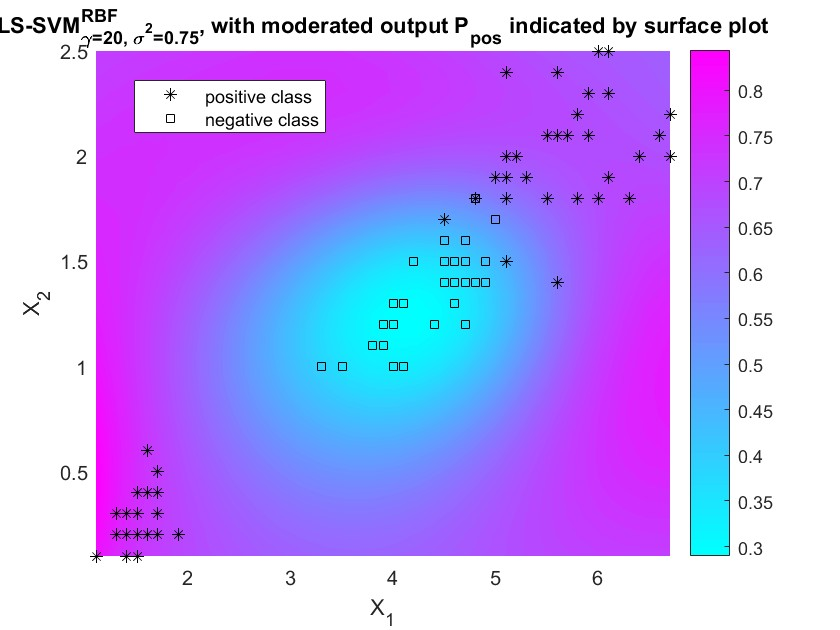 LS-SVM^RBF_γ=20, σ^2=0.75, with moderated output P_pos indicated by surface plot
positive class
negative class
2.5
2
1.5
1
0.5
X_2
2 3 4 5 6
X_1
0.8
0.75
0.7
0.65
0.6
0.55
0.5
0.45
0.4
0.35
0.3